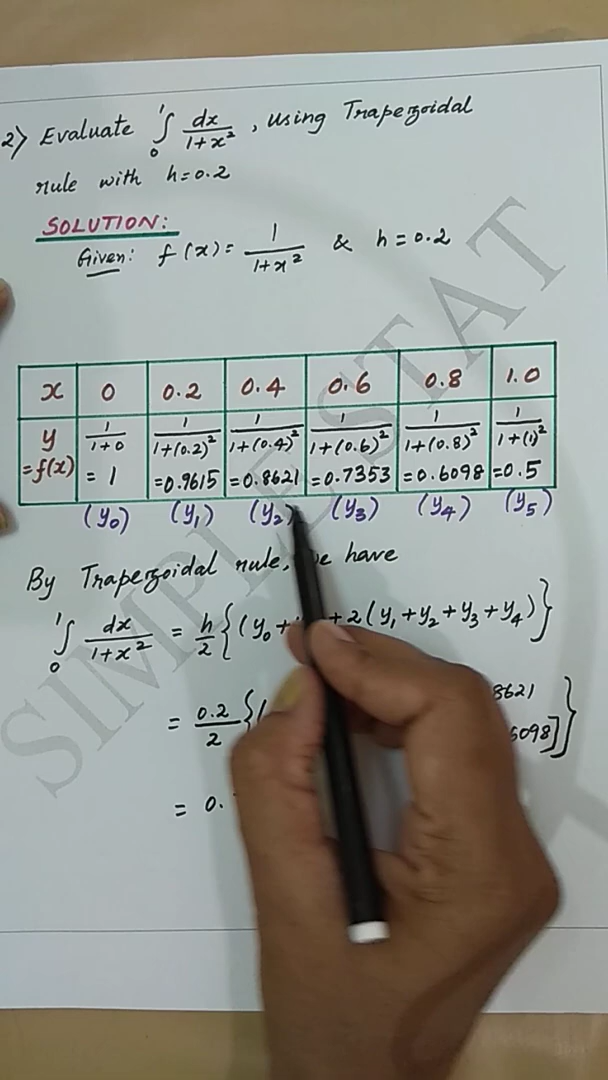 2) Evaluate ∫₀¹ dx/(1+x²), using Trapezoidal
rule with h=0.2
SOLUTION:
Given: f(x)= 1/(1+x²) & h=0.2
x 0 0.2 0.4 0.6 0.8 1.0
y =f(x) 1/(1+0) =1 1/(1+(0.2)²) =0.9615 1/(1+(0.4)²) =0.8621 1/(1+(0.6)²) =0.7353 1/(1+(0.8)²) =0.6098 1/(1+(1)²) =0.5
(y₀) (y₁) (y₂) (y₃) (y₄) (y₅)
By Trapezoidal rule, have
∫₀¹ dx/(1+x²) = h/2 {(y₀+ +2(y₁+y₂+y₃+y₄)}
= 0.2/2 { 8621
6098]}
= 0.
SIMPLE STAT